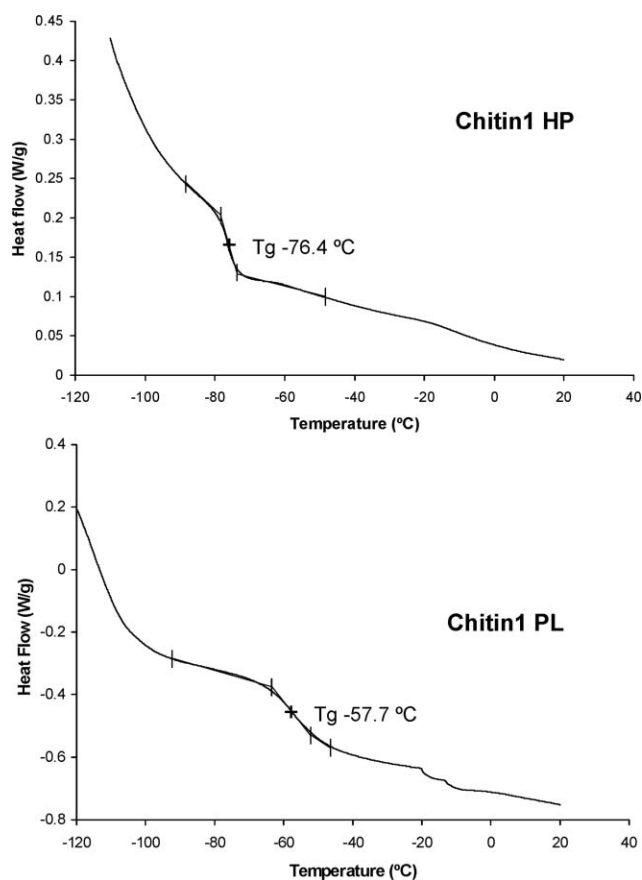 0.45
0.4
0.35
0.3
0.25
0.2
0.15
0.1
0.05
0
Heat flow (W/g)
Chitin1 HP
Tg -76.4 ºC
-120 -100 -80 -60 -40 -20 0 20 40
Temperature (ºC)
0.4
0.2
0
-0.2
-0.4
-0.6
-0.8
Heat Flow (W/g)
Chitin1 PL
Tg -57.7 ºC
-120 -100 -80 -60 -40 -20 0 20 40
Temperature (ºC)